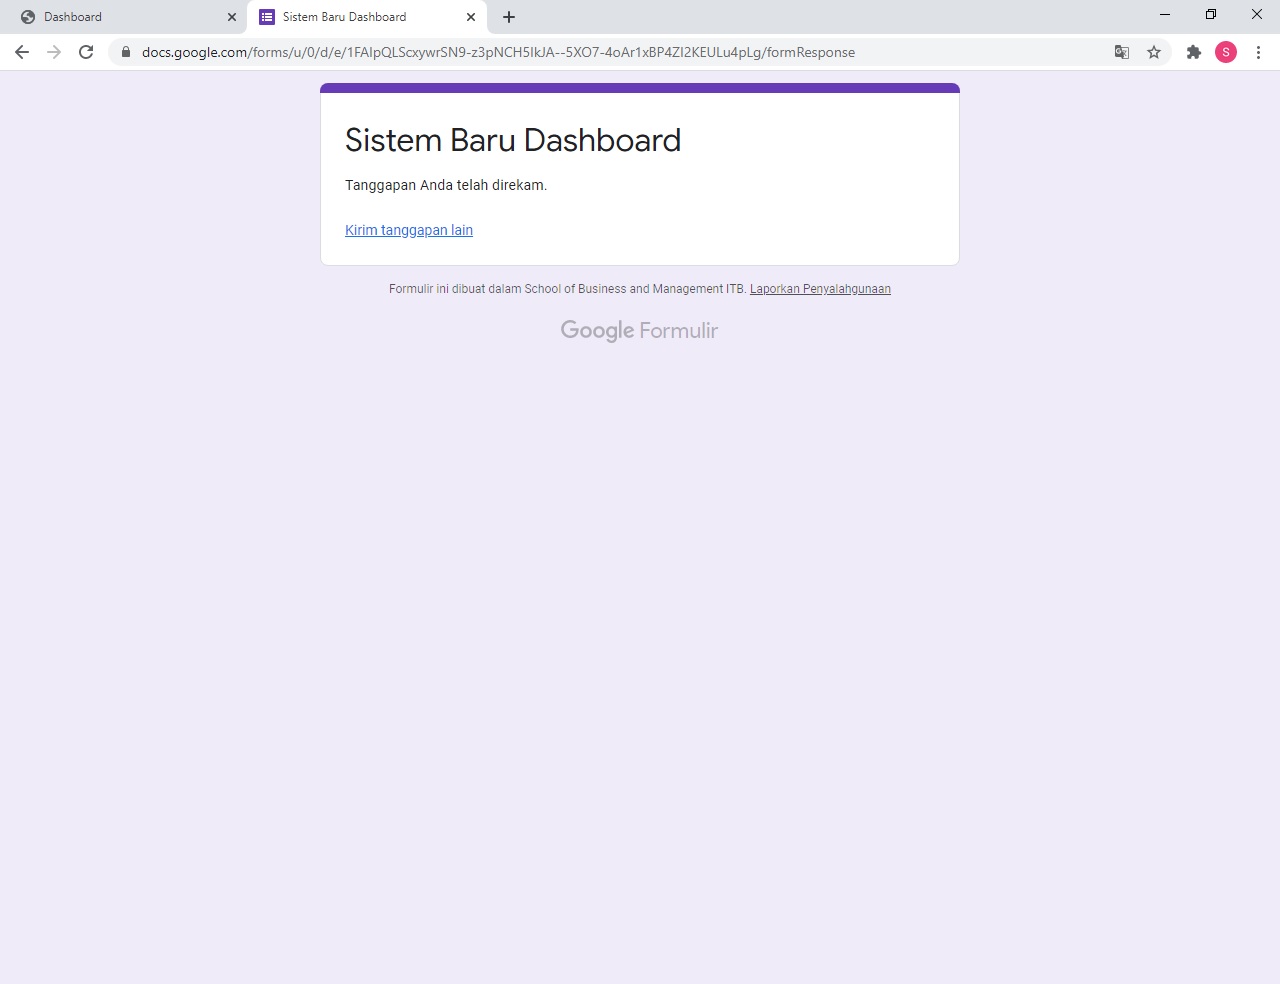 Dashboard
Sistem Baru Dashboard
docs.google.com/forms/u/0/d/e/1FAIpQLScxywrSN9-z3pNCH5IkJA--5XO7-4oAr1xBP4ZI2KEULu4pLg/formResponse
S
Sistem Baru Dashboard
Tanggapan Anda telah direkam.
Kirim tanggapan lain
Formulir ini dibuat dalam School of Business and Management ITB. Laporkan Penyalahgunaan
Google Formulir